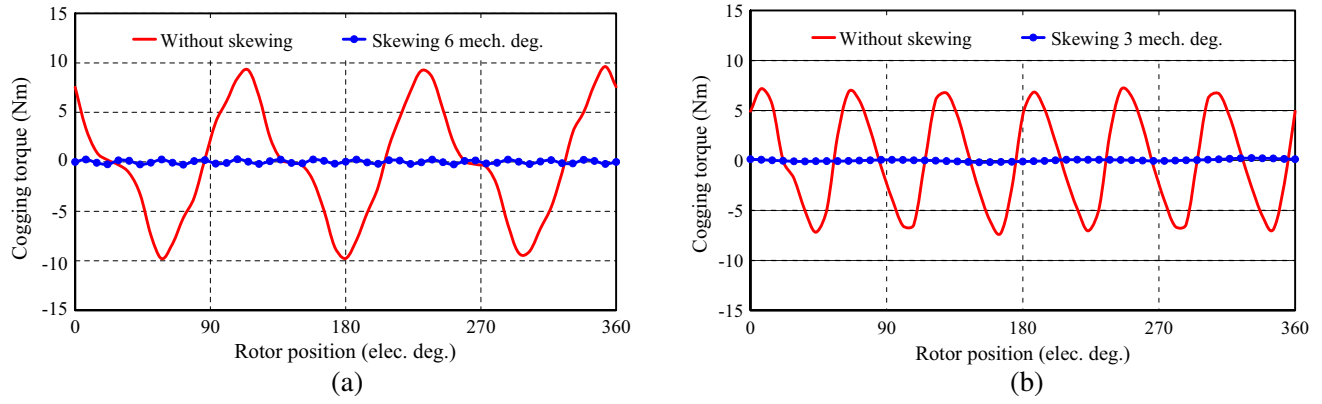 15
Without skewing
Skewing 6 mech. deg.
10
5
0
-5
-10
-15
0
90
180
270
360
Cogging torque (Nm)
Rotor position (elec. deg.)
(a)
15
Without skewing
Skewing 3 mech. deg.
10
5
0
-5
-10
-15
0
90
180
270
360
Cogging torque (Nm)
Rotor position (elec. deg.)
(b)